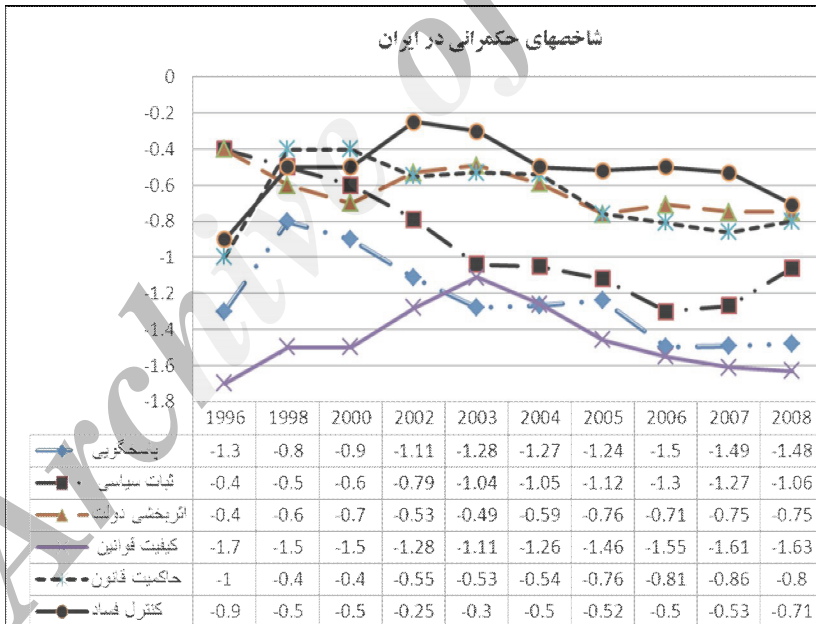 شاخصهای حکمرانی در ایران
0
-0.2
-0.4
-0.6
-0.8
-1
-1.2
-1.4
-1.6
-1.8
1996 1998 2000 2002 2003 2004 2005 2006 2007 2008
پاسخگویی -1.3 -0.8 -0.9 -1.11 -1.28 -1.27 -1.24 -1.5 -1.49 -1.48
ثبات سیاسی -0.4 -0.5 -0.6 -0.79 -1.04 -1.05 -1.12 -1.3 -1.27 -1.06
اثربخشی دولت -0.4 -0.6 -0.7 -0.53 -0.49 -0.59 -0.76 -0.71 -0.75 -0.75
کیفیت قوانین -1.7 -1.5 -1.5 -1.28 -1.11 -1.26 -1.46 -1.55 -1.61 -1.63
حاکمیت قانون -1 -0.4 -0.4 -0.55 -0.53 -0.54 -0.76 -0.81 -0.86 -0.8
کنترل فساد -0.9 -0.5 -0.5 -0.25 -0.3 -0.5 -0.52 -0.5 -0.53 -0.71
Archive of